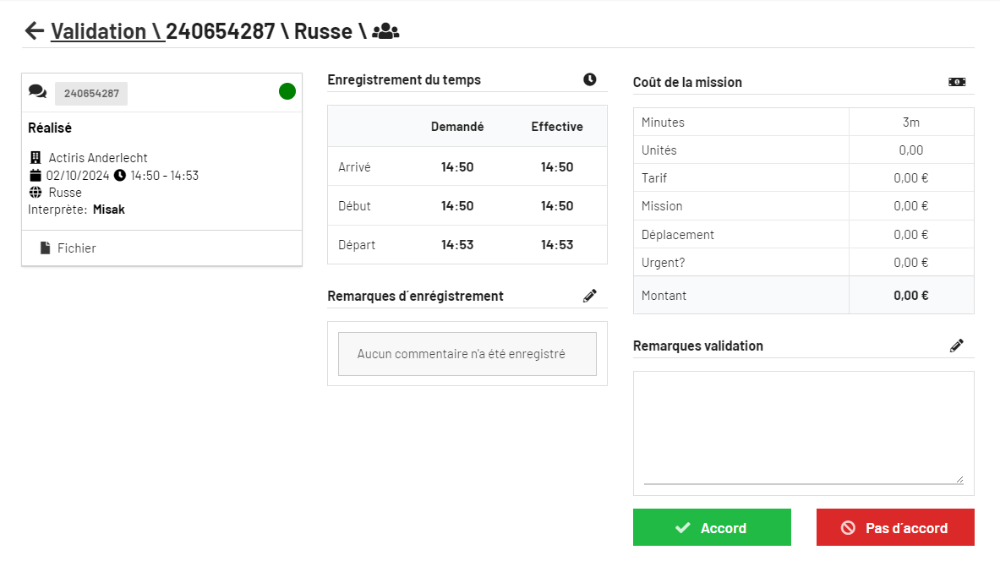 Validation \ 240654287 \ Russe \
240654287
Réalisé
Actiris Anderlecht
02/10/2024 14:50 - 14:53
Russe
Interprète: Misak
Fichier
Enregistrement du temps
Demandé Effective
Arrivé 14:50 14:50
Début 14:50 14:50
Départ 14:53 14:53
Remarques d´enrégistrement
Aucun commentaire n'a été enregistré
Coût de la mission
Minutes 3m
Unités 0,00
Tarif 0,00 €
Mission 0,00 €
Déplacement 0,00 €
Urgent? 0,00 €
Montant 0,00 €
Remarques validation
Accord Pas d´accord